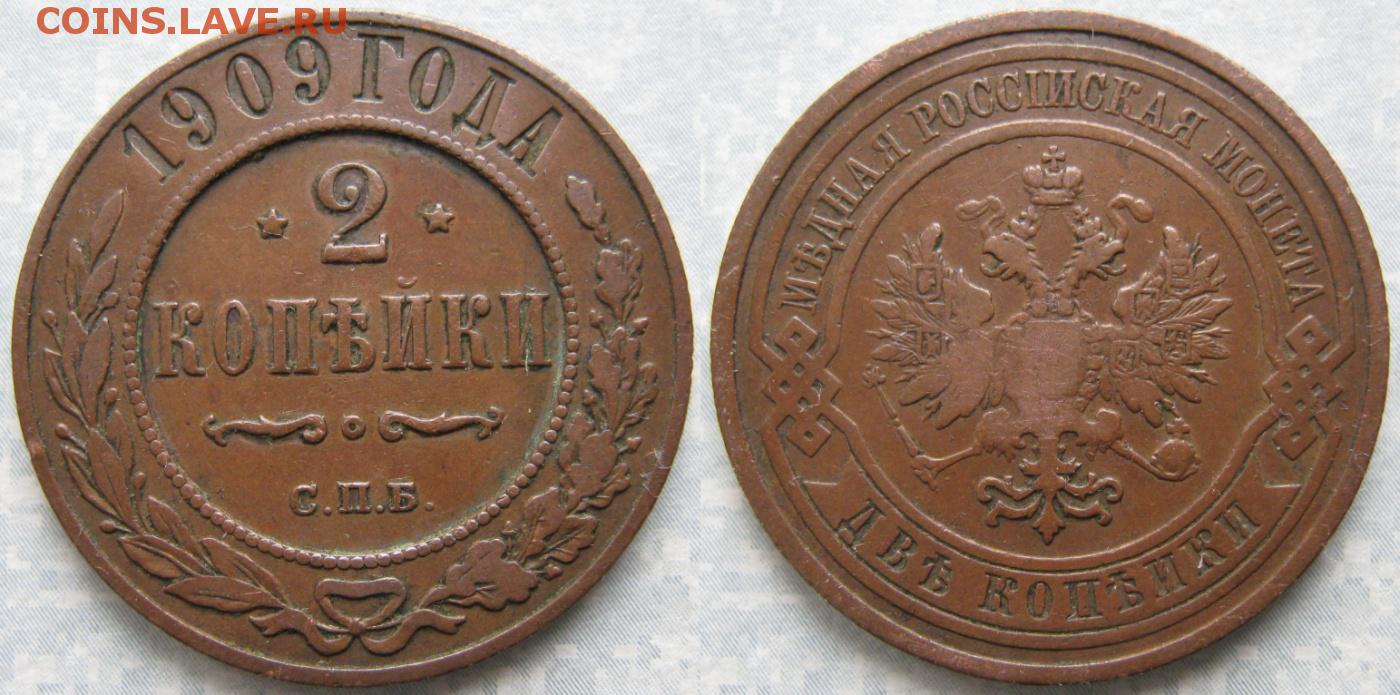 COINS.LAVE.RU
1909 ГОДА
2
КОПѢЙКИ
С.П.Б.
МѢДНАЯ РОССІЙСКАЯ МОНЕТА
ДВѢ КОПѢЙКИ